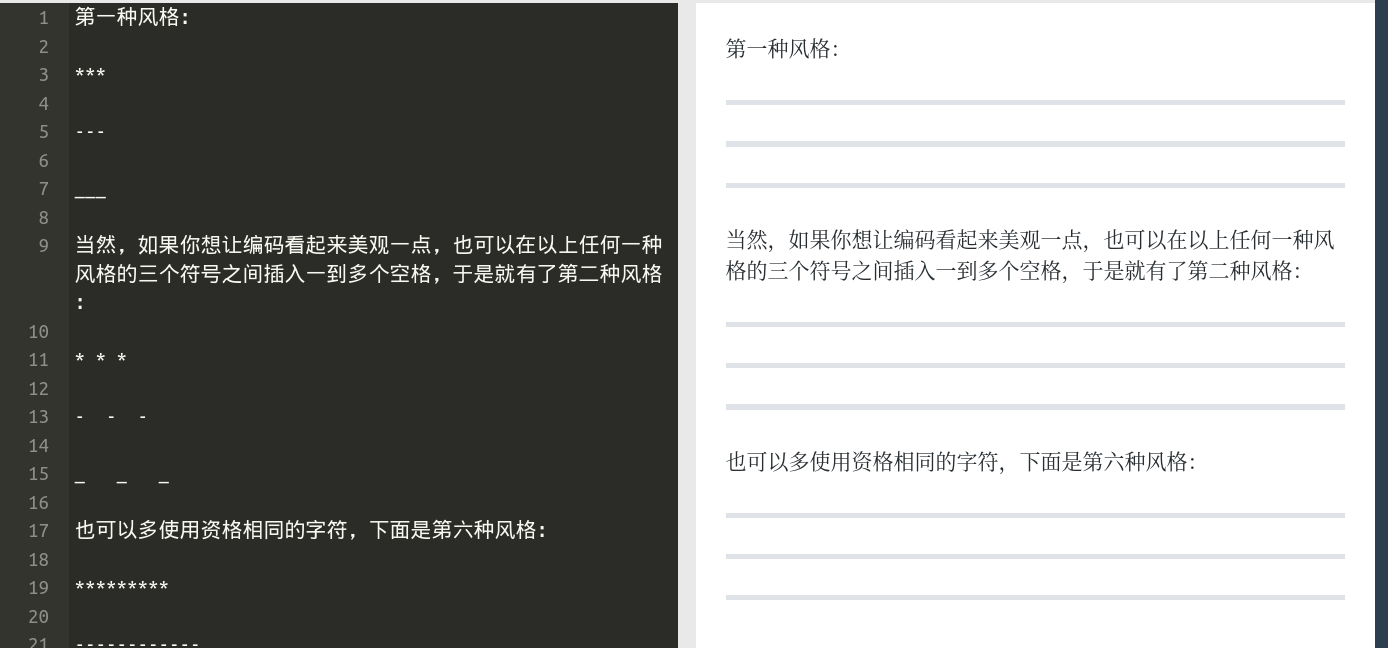 1 第一种风格:
2
3 ***
4
5 ---
6
7 ___
8
9 当然，如果你想让编码看起来美观一点，也可以在以上任何一种
风格的三个符号之间插入一到多个空格，于是就有了第二种风格
:
10
11 * * *
12
13 -  -  -
14
15 _   _   _
16
17 也可以多使用资格相同的字符，下面是第六种风格:
18
19 *********
20
21 ------------
第一种风格：
当然，如果你想让编码看起来美观一点，也可以在以上任何一种风
格的三个符号之间插入一到多个空格，于是就有了第二种风格：
也可以多使用资格相同的字符，下面是第六种风格：